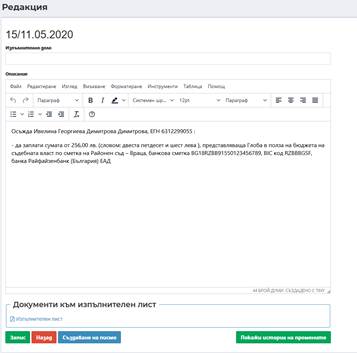 Редакция
15/11.05.2020
Изпълнително дело
Описание
Файл Редактиране Изглед Вмъкване Форматиране Инструменти Таблица Помощ
Параграф B I Системен шр... 12pt Параграф
Осъжда Ивелина Георгиева Димитрова Димитрова, ЕГН 6312299055 :
- да заплати сумата от 256,00 лв. (словом: двеста петдесет и шест лева ), представляваща Глоба в полза на бюджета на
съдебната власт по сметка на Районен съд – Враца, банкова сметка BG18RZBB91550123456789, BIC код RZBBBGSF,
банка Райфайзенбанк (България) ЕАД
44 БРОЙ ДУМИ СЪЗДАДЕНО С TINY
Документи към изпълнителен лист
Изпълнителен лист
Запис Назад Създаване на писмо Покажи история на промените